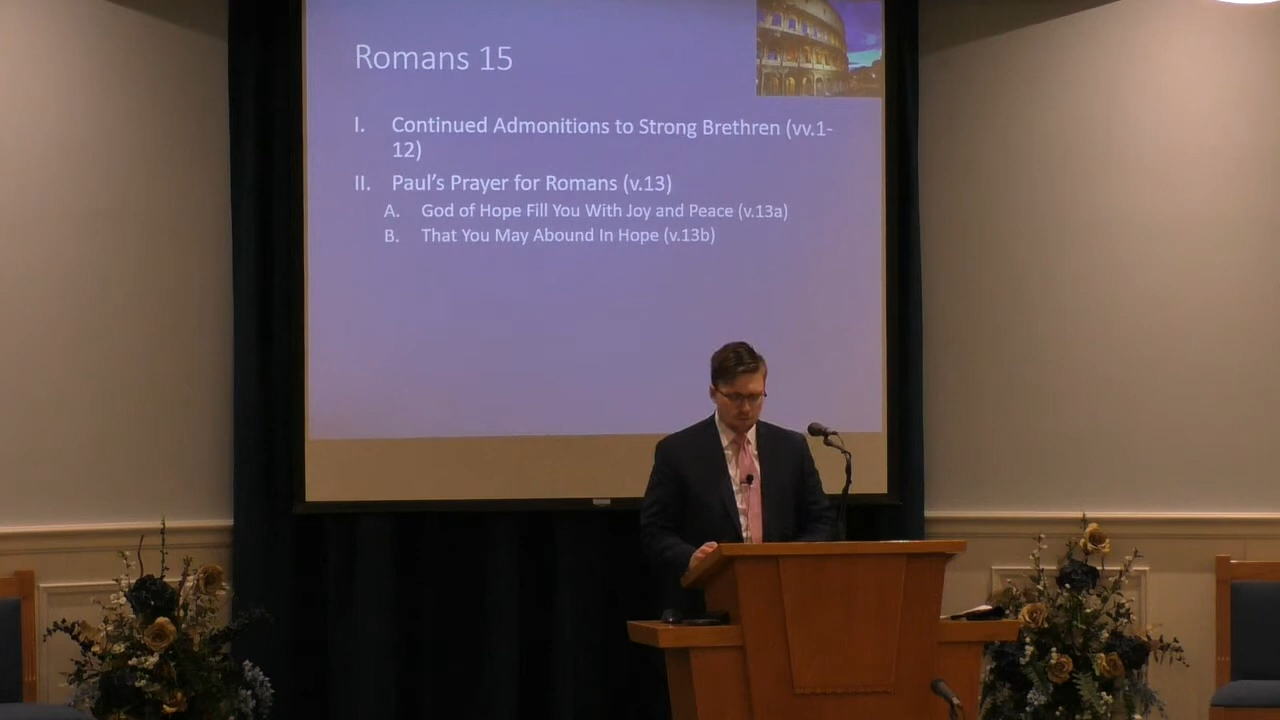 Romans 15
I. Continued Admonitions to Strong Brethren (vv.1-
12)
II. Paul's Prayer for Romans (v.13)
A. God of Hope Fill You With Joy and Peace (v.13a)
B. That You May Abound In Hope (v.13b)